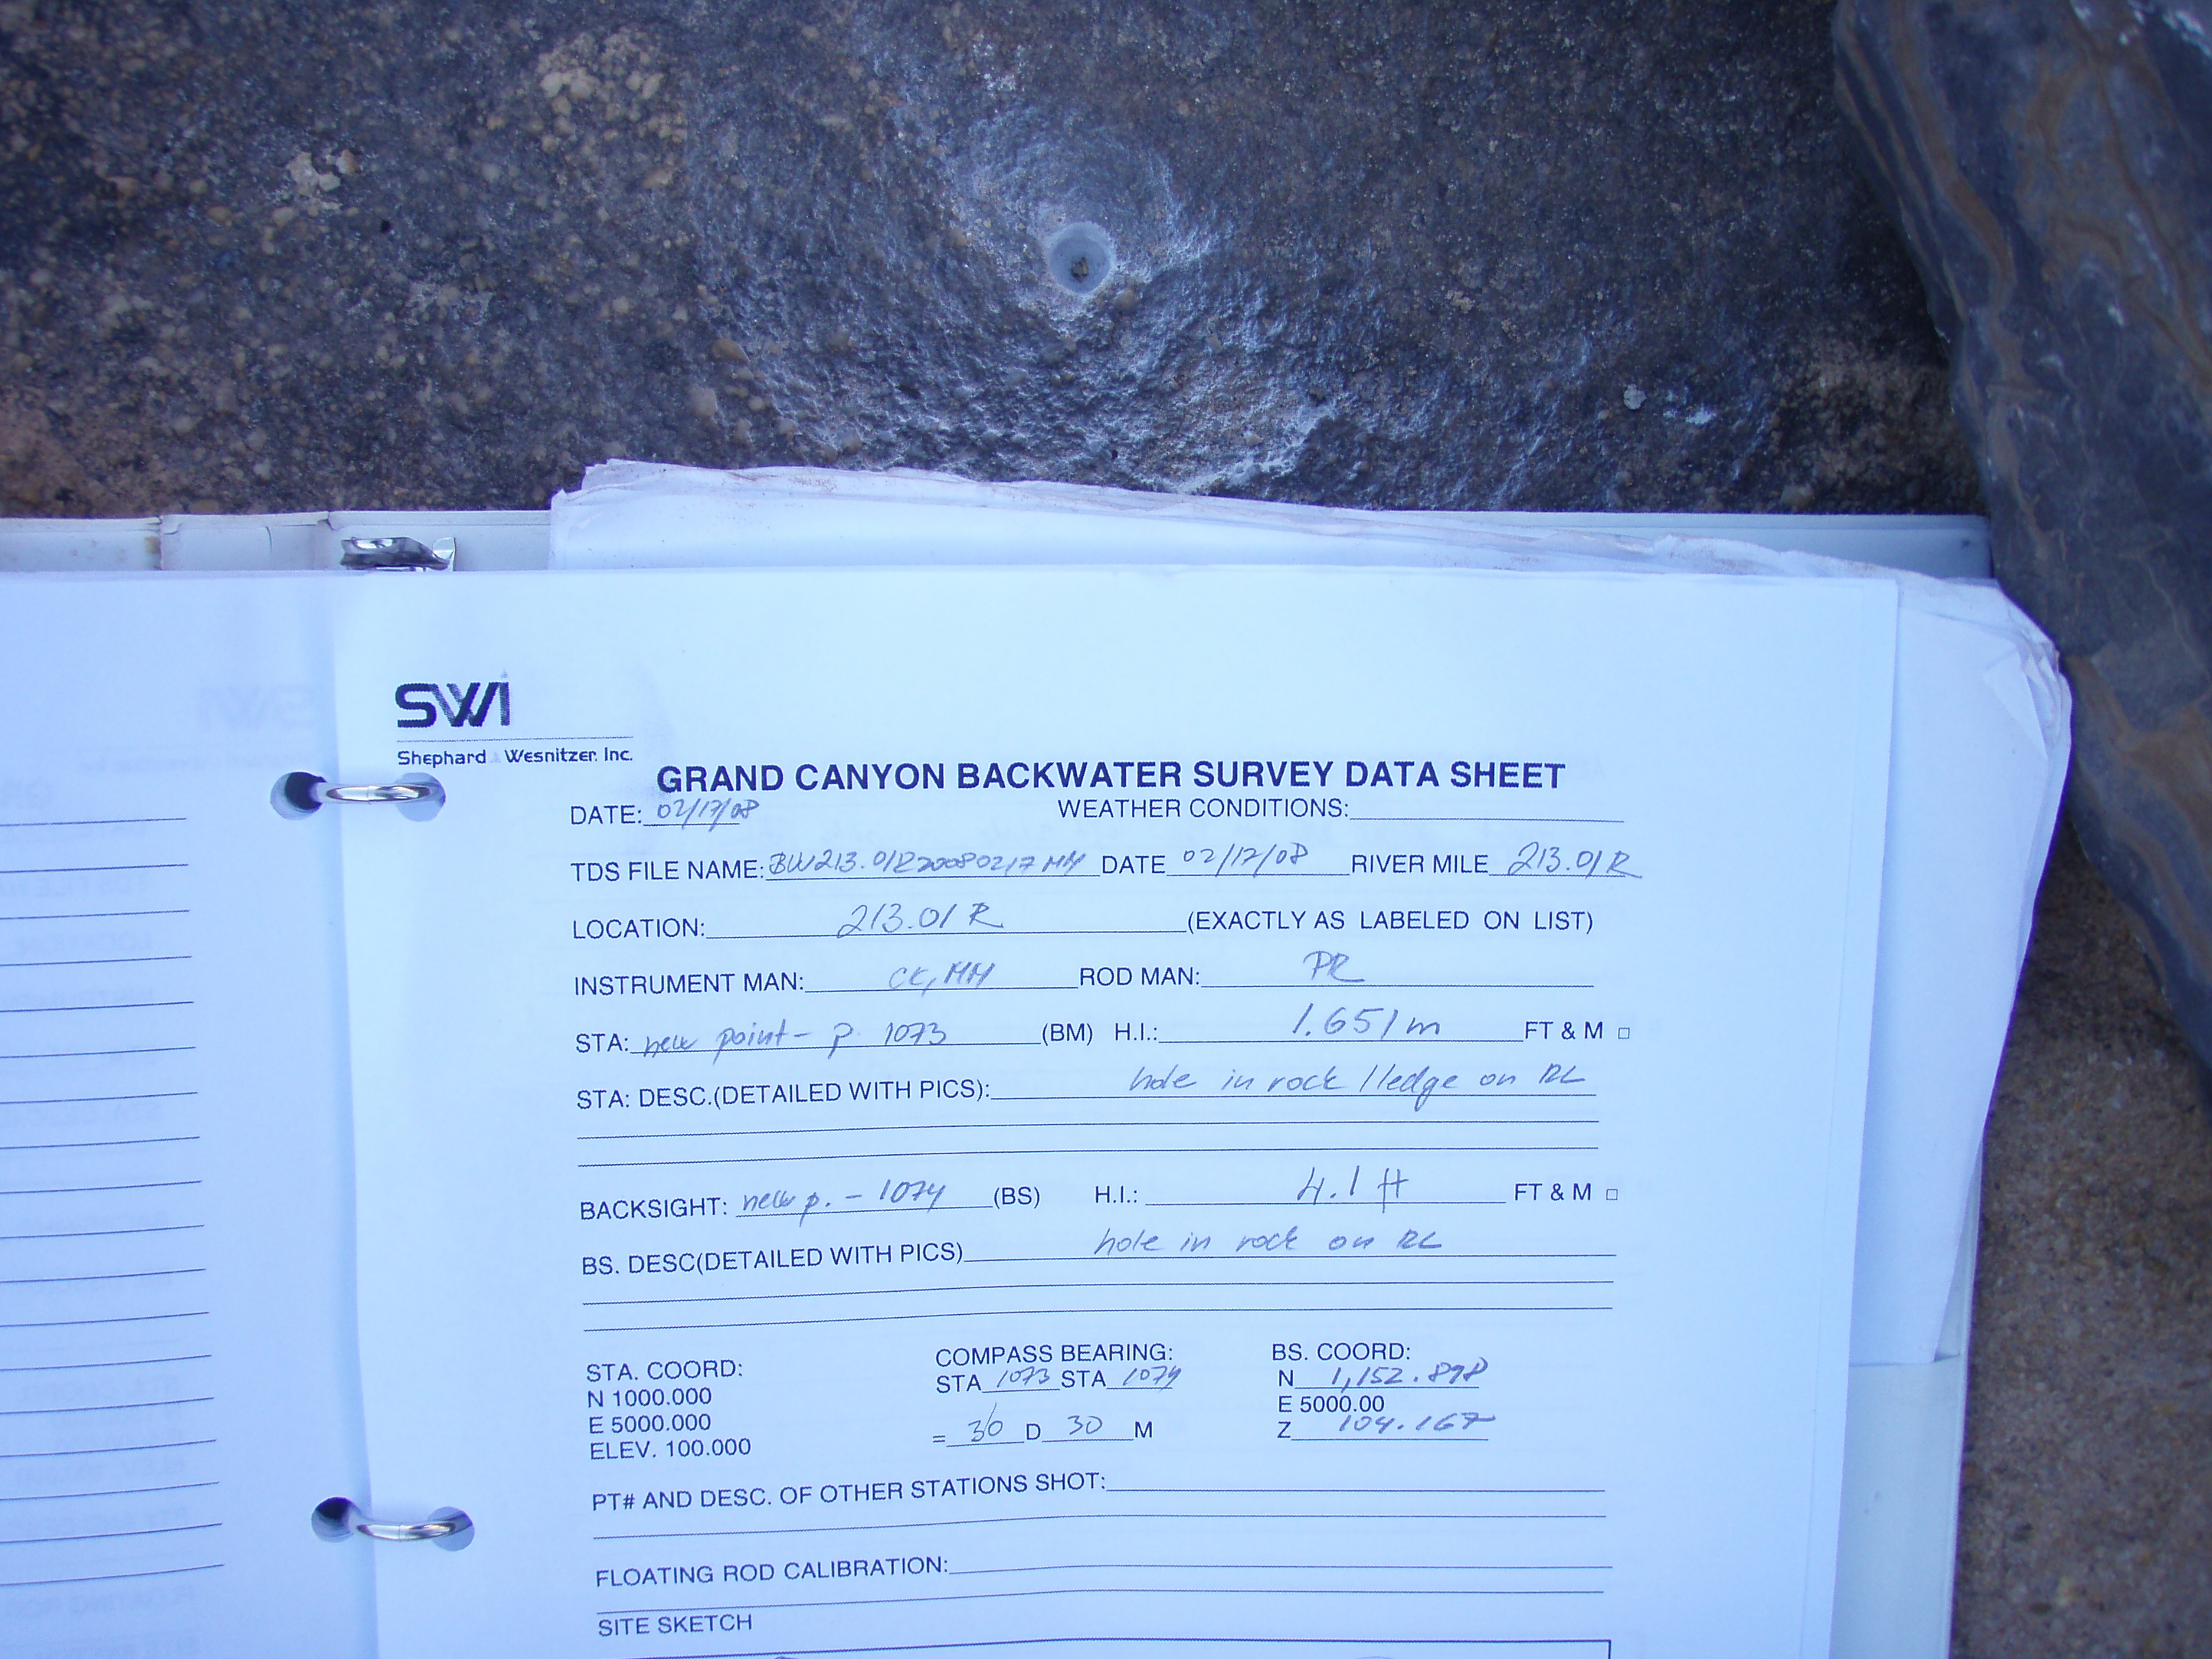 SWI
Shephard Wesnitzer, Inc.
GRAND CANYON BACKWATER SURVEY DATA SHEET
DATE: 02/17/08 WEATHER CONDITIONS:
TDS FILE NAME: BW213.01R20080217MM DATE 02/17/08 RIVER MILE 213.01R
LOCATION: 213.01 R (EXACTLY AS LABELED ON LIST)
INSTRUMENT MAN: CC, MM ROD MAN: PR
STA: new point - p 1073 (BM) H.I.: 1.651m FT & M □
STA: DESC.(DETAILED WITH PICS): hole in rock / ledge on RL
BACKSIGHT: new p. - 1074 (BS) H.I.: 4.1 ft FT & M □
BS. DESC(DETAILED WITH PICS) hole in rock on RL
STA. COORD: COMPASS BEARING: BS. COORD:
N 1000.000 STA 1073 STA 1074 N 1,152.898
E 5000.000 E 5000.00
ELEV. 100.000 = 30 D 30 M Z 104.167
PT# AND DESC. OF OTHER STATIONS SHOT:
FLOATING ROD CALIBRATION:
SITE SKETCH